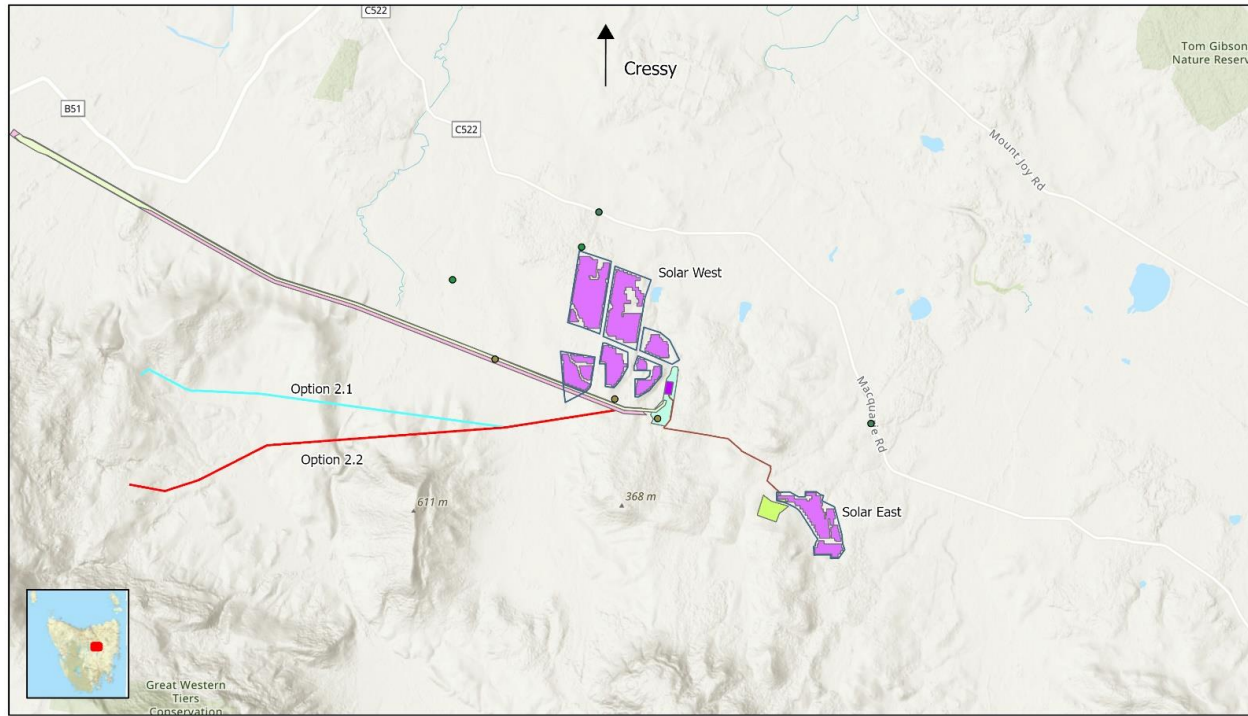 C522
Cressy
Tom Gibson
Nature Reserv
B51
C522
Mount Joy Rd
Solar West
Option 2.1
Macquarie Rd
Option 2.2
611 m
368 m
Solar East
Great Western
Tiers
Conservation